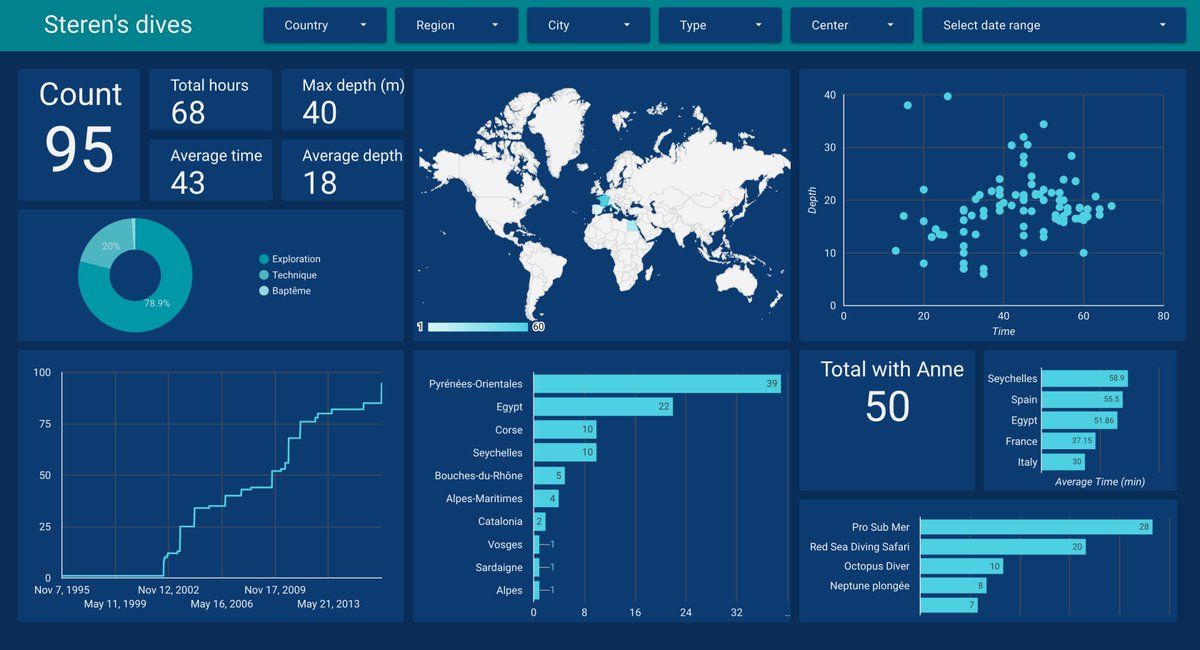 Steren's dives
Country
Region
City
Type
Center
Select date range
Count
95
Total hours
68
Max depth (m)
40
Average time
43
Average depth
18
20%
78.9%
Exploration
Technique
Baptême
1
60
40
30
20
10
0
Depth
0 20 40 60 80
Time
100
75
50
25
0
Nov 7, 1995 Nov 12, 2002 Nov 17, 2009
May 11, 1999 May 16, 2006 May 21, 2013
Pyrénées-Orientales 39
Egypt 22
Corse 10
Seychelles 10
Bouches-du-Rhône 5
Alpes-Maritimes 4
Catalonia 2
Vosges 1
Sardaigne 1
Alpes 1
0 8 16 24 32 ..
Total with Anne
50
Seychelles 58.9
Spain 55.5
Egypt 51.86
France 37.15
Italy 30
Average Time (min)
Pro Sub Mer 28
Red Sea Diving Safari 20
Octopus Diver 10
Neptune plongée 8
7